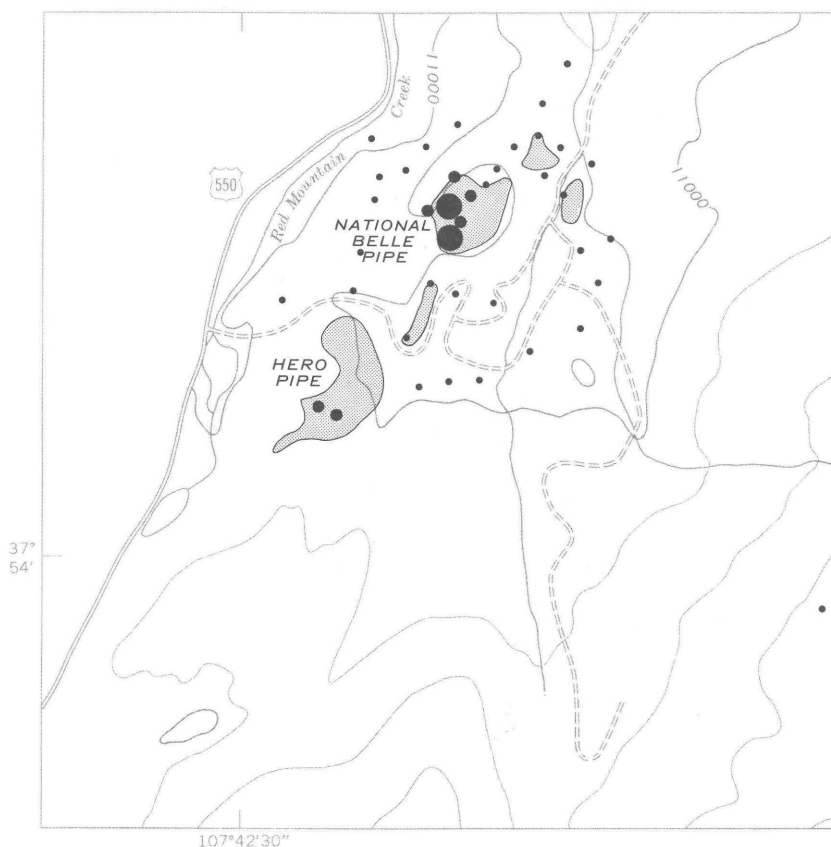 Creek
11000
Red Mountain
550
11000
NATIONAL
BELLE
PIPE
HERO
PIPE
37°
54'
107°42'30"